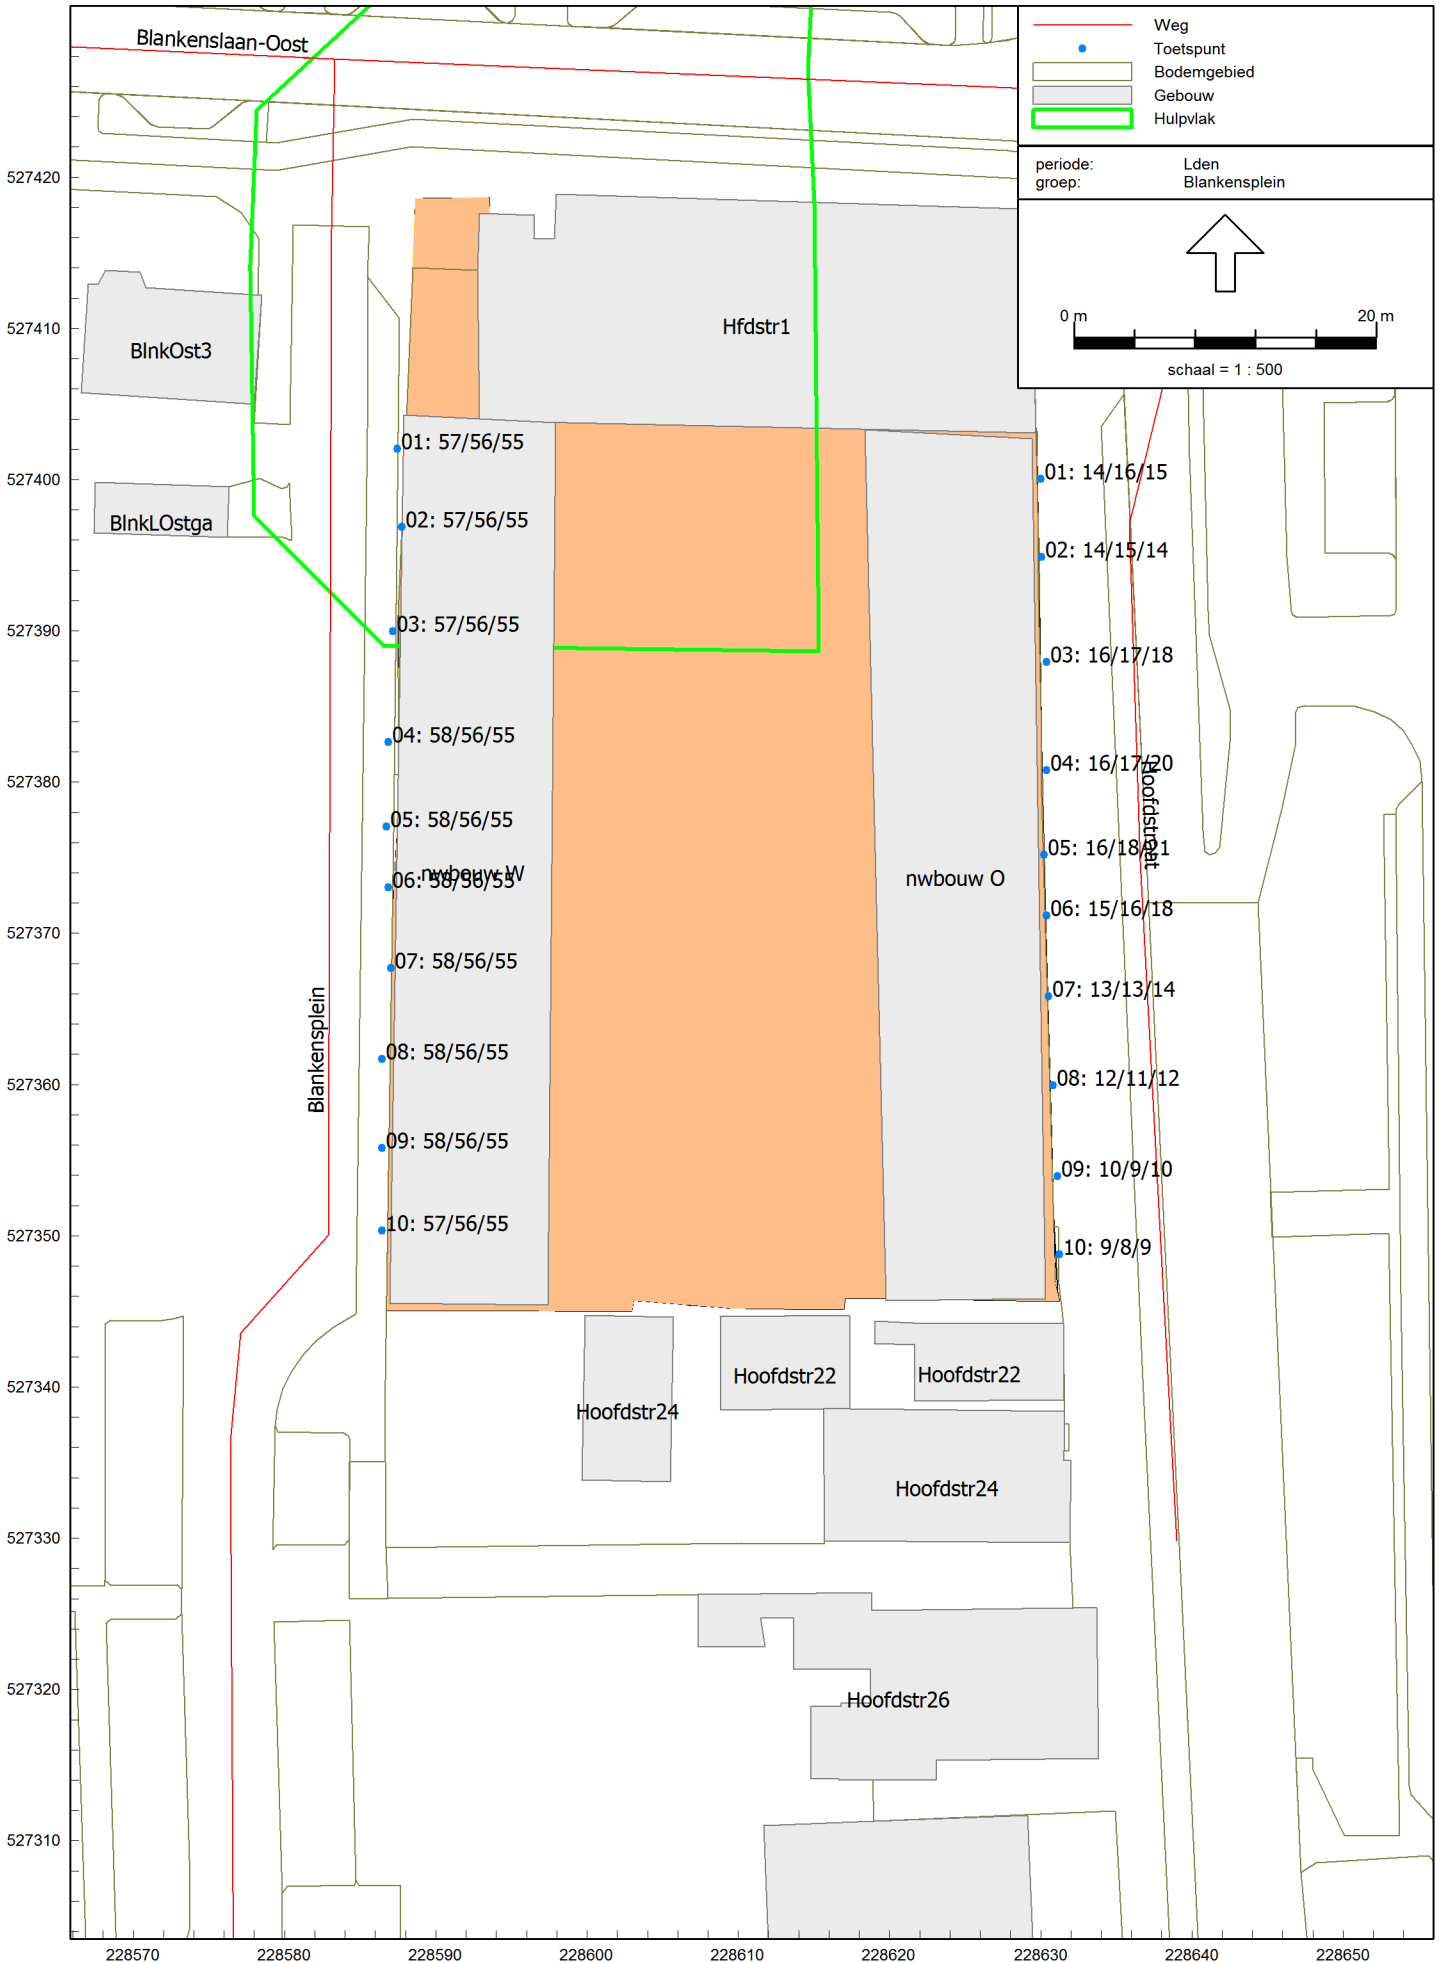 Blankenslaan-Oost
Weg
Toetspunt
Bodemgebied
Gebouw
Hulpvlak
periode: Lden
groep: Blankensplein
0 m 20 m
schaal = 1 : 500
527420
527410
527400
527390
527380
527370
527360
527350
527340
527330
527320
527310
BlnkOst3
Hfdstr1
BlnkLOstga
01: 57/56/55
02: 57/56/55
03: 57/56/55
04: 58/56/55
05: 58/56/55
nwbouw W
06: 58/56/55
07: 58/56/55
08: 58/56/55
09: 58/56/55
10: 57/56/55
Blankensplein
nwbouw O
01: 14/16/15
02: 14/15/14
03: 16/17/18
04: 16/17/20
Hoofdstraat
05: 16/18/21
06: 15/16/18
07: 13/13/14
08: 12/11/12
09: 10/9/10
10: 9/8/9
Hoofdstr22
Hoofdstr22
Hoofdstr24
Hoofdstr24
Hoofdstr26
228570 228580 228590 228600 228610 228620 228630 228640 228650